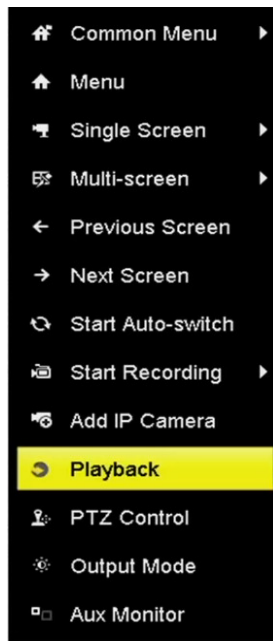 Common Menu
Menu
Single Screen
Multi-screen
Previous Screen
Next Screen
Start Auto-switch
Start Recording
Add IP Camera
Playback
PTZ Control
Output Mode
Aux Monitor